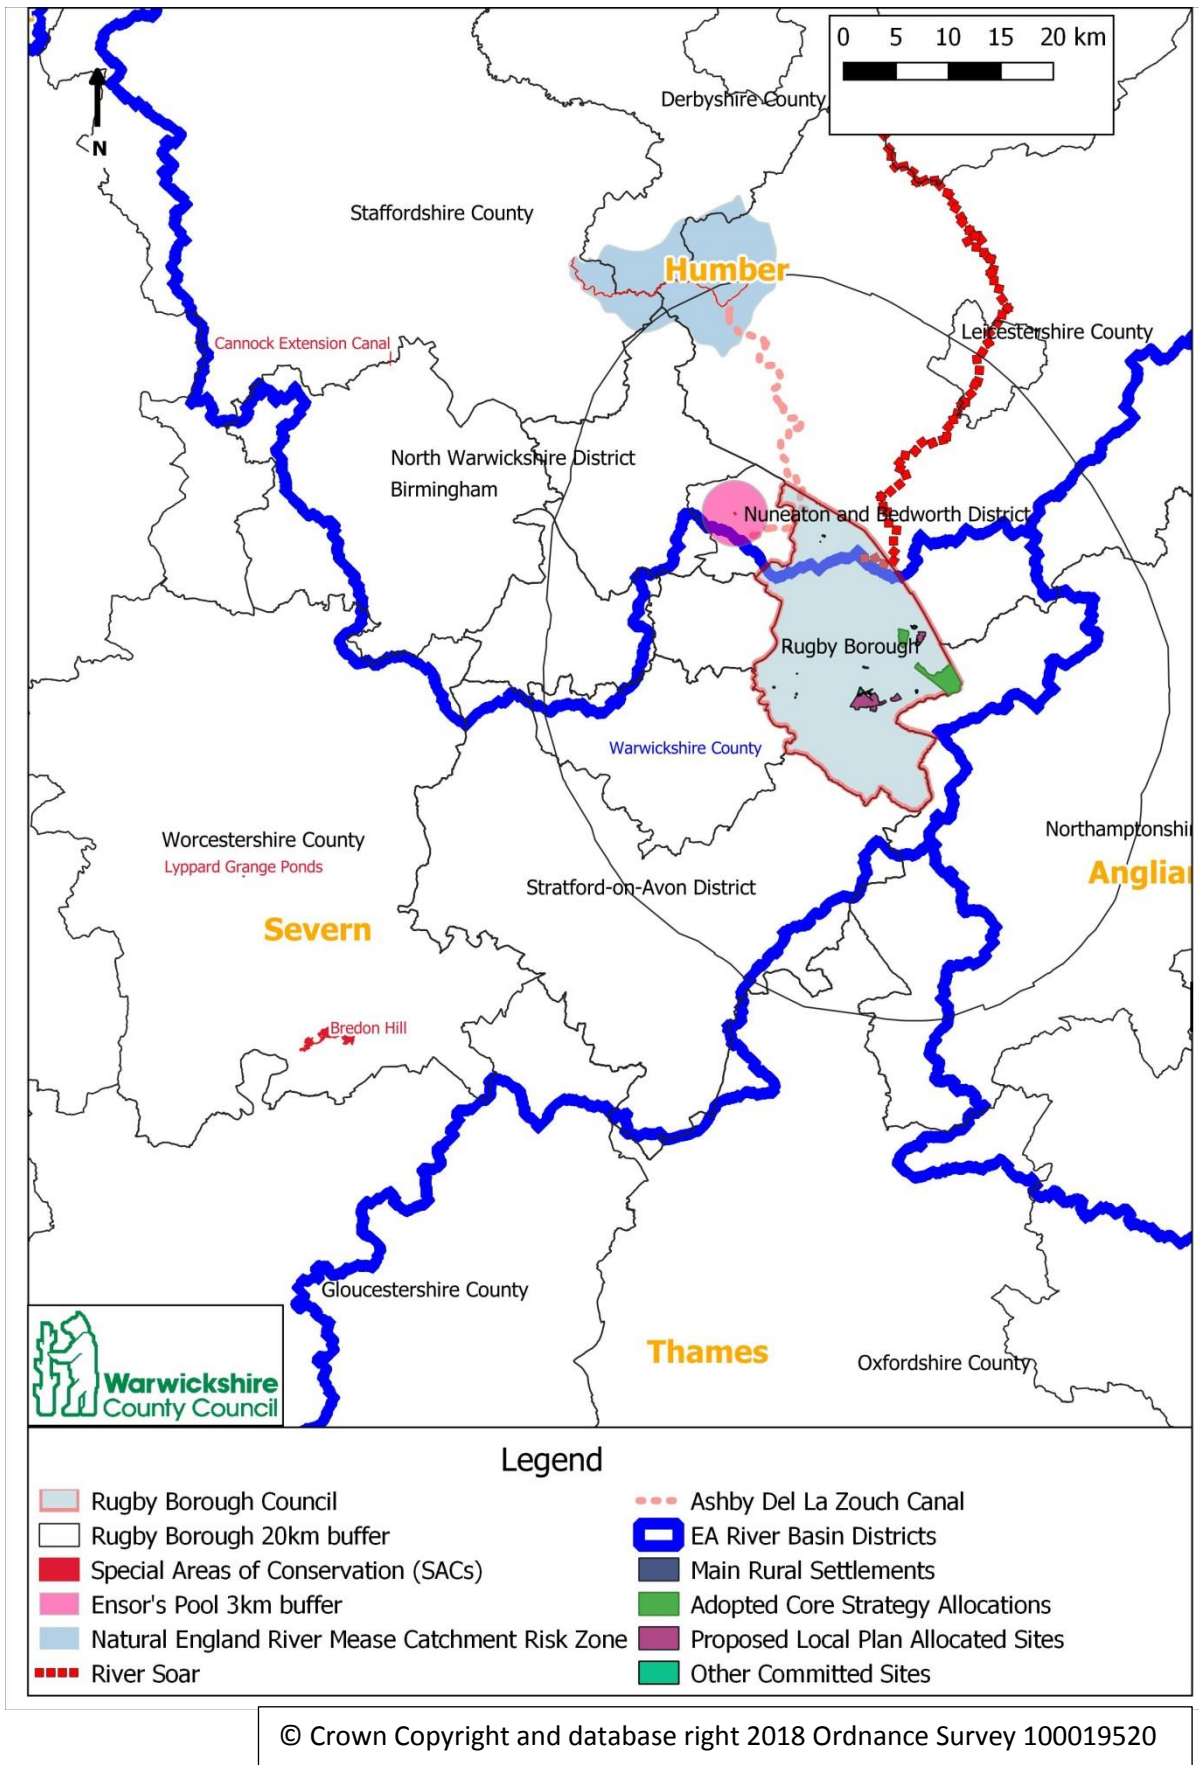 0 5 10 15 20 km
Derbyshire County
N
Staffordshire County
Humber
Leicestershire County
Cannock Extension Canal
North Warwickshire District
Birmingham
Nuneaton and Bedworth District
Rugby Borough
Warwickshire County
Northamptonshi
Worcestershire County
Lyppard Grange Ponds
Anglia
Stratford-on-Avon District
Severn
Bredon Hill
Gloucestershire County
Thames
Oxfordshire County
Warwickshire
County Council
Legend
Rugby Borough Council
Rugby Borough 20km buffer
Special Areas of Conservation (SACs)
Ensor's Pool 3km buffer
Natural England River Mease Catchment Risk Zone
River Soar
Ashby Del La Zouch Canal
EA River Basin Districts
Main Rural Settlements
Adopted Core Strategy Allocations
Proposed Local Plan Allocated Sites
Other Committed Sites
© Crown Copyright and database right 2018 Ordnance Survey 100019520